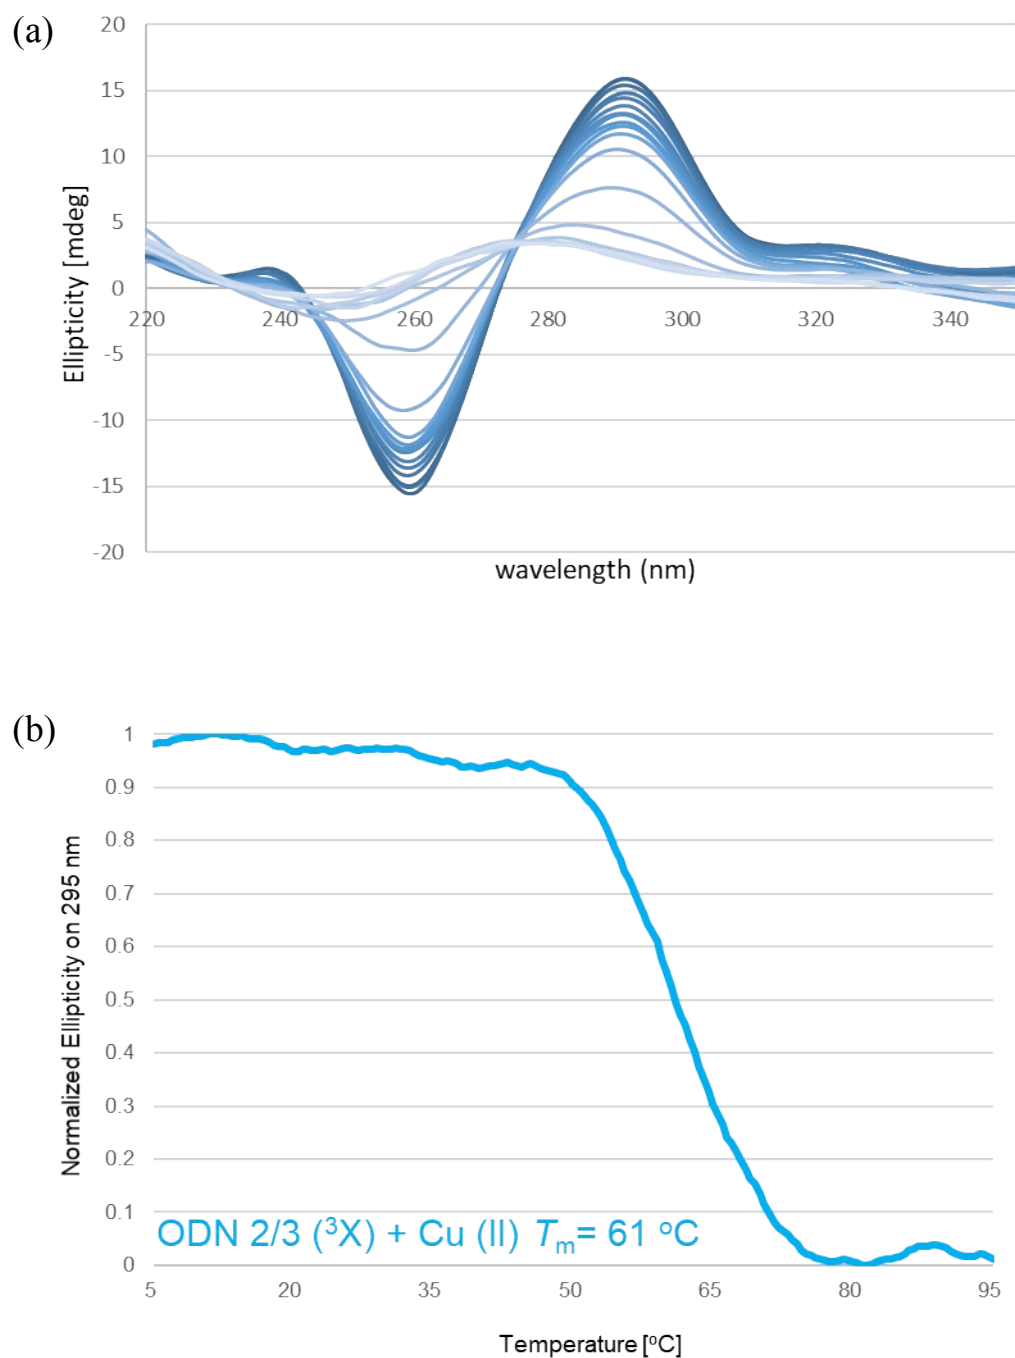 (a)
20
15
10
5
0
-5
-10
-15
-20
220 240 260 280 300 320 340
Ellipticity [mdeg]
wavelength (nm)
(b)
1
0.9
0.8
0.7
0.6
0.5
0.4
0.3
0.2
0.1
0
Normalized Ellipticity on 295 nm
ODN 2/3 (³X) + Cu (II) Tₘ= 61 ºC
5 20 35 50 65 80 95
Temperature [ºC]